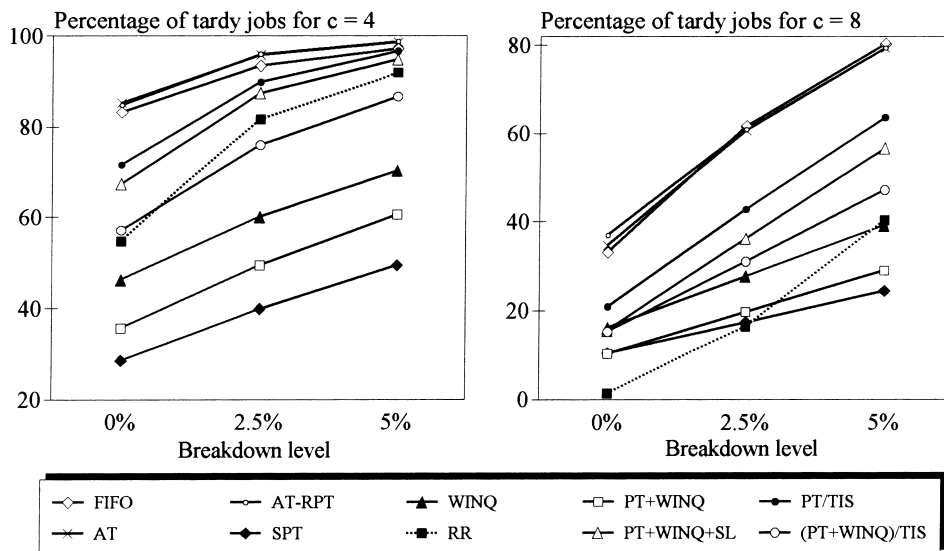 Percentage of tardy jobs for c = 4
100
80
60
40
20
0%
2.5%
5%
Breakdown level
Percentage of tardy jobs for c = 8
80
60
40
20
0
0%
2.5%
5%
Breakdown level
FIFO
AT-RPT
WINQ
PT+WINQ
PT/TIS
AT
SPT
RR
PT+WINQ+SL
(PT+WINQ)/TIS